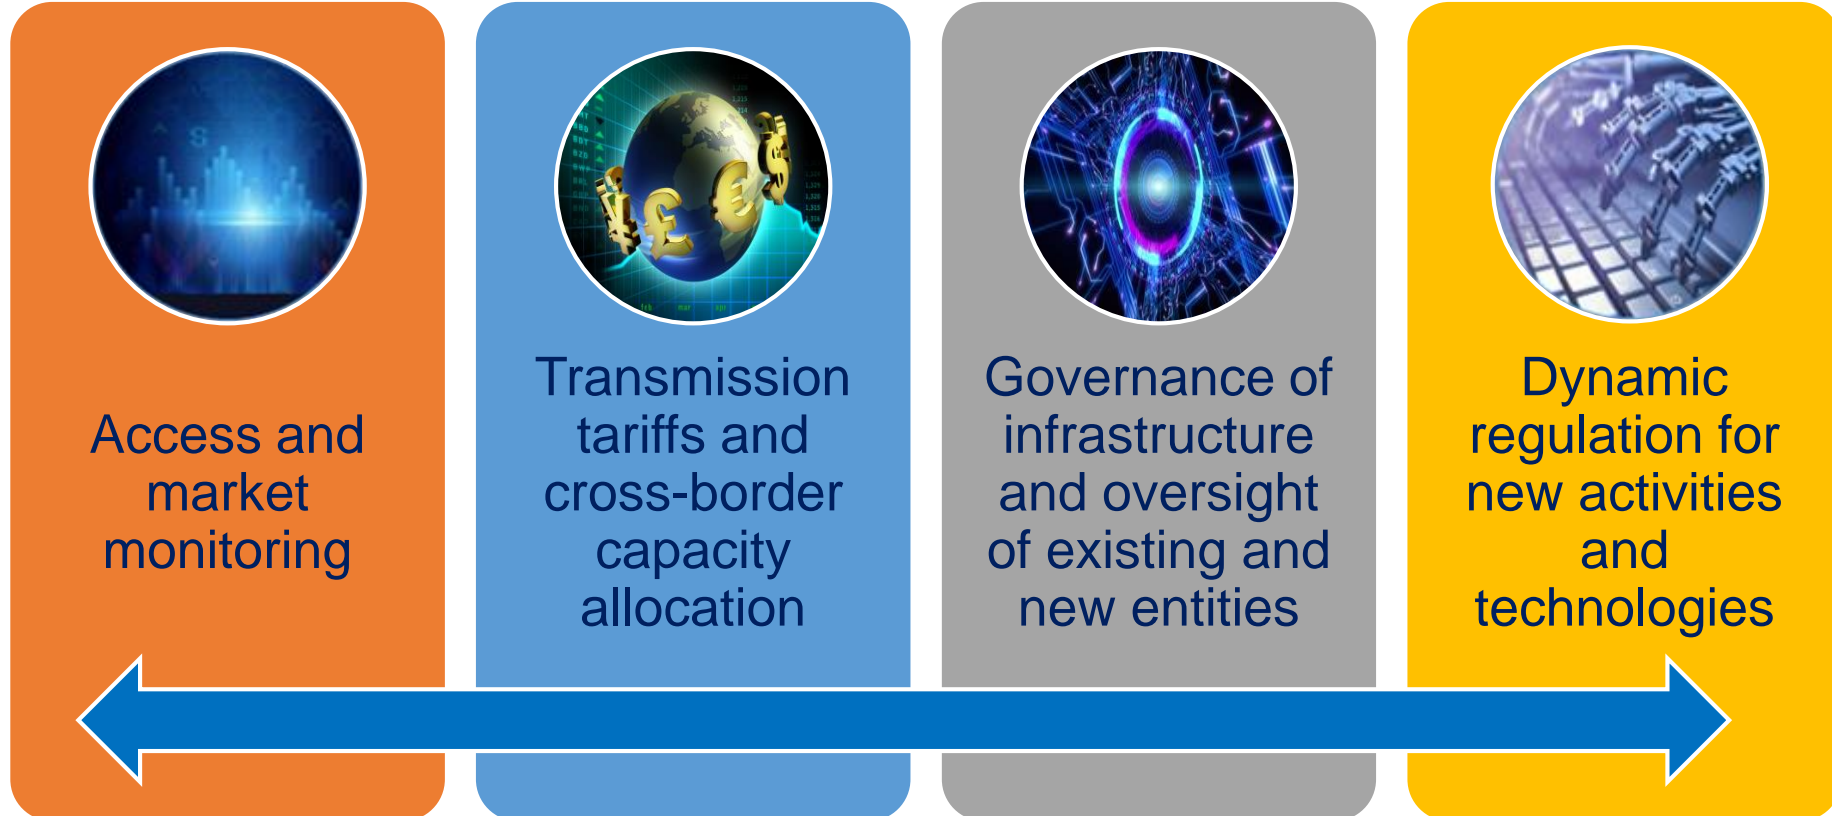 Access and
market
monitoring
Transmission
tariffs and
cross-border
capacity
allocation
Governance of
infrastructure
and oversight
of existing and
new entities
Dynamic
regulation for
new activities
and
technologies